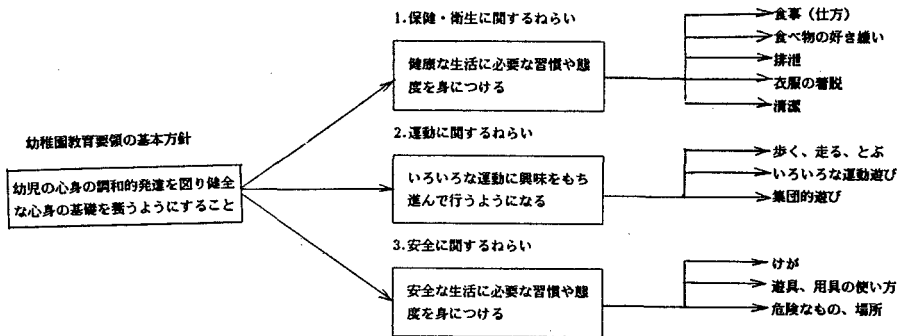 1.保健・衛生に関するねらい
健康な生活に必要な習慣や態
度を身につける
食事(仕方)
食べ物の好き嫌い
排泄
衣服の着脱
清潔
幼稚園教育要領の基本方針
幼児の心身の調和的発達を図り健全
な心身の基礎を養うようにすること
2.運動に関するねらい
いろいろな運動に興味をもち
進んで行うようになる
歩く、走る、とぶ
いろいろな運動遊び
集団的遊び
3.安全に関するねらい
安全な生活に必要な習慣や態
度を身につける
けが
遊具、用具の使い方
危険なもの、場所